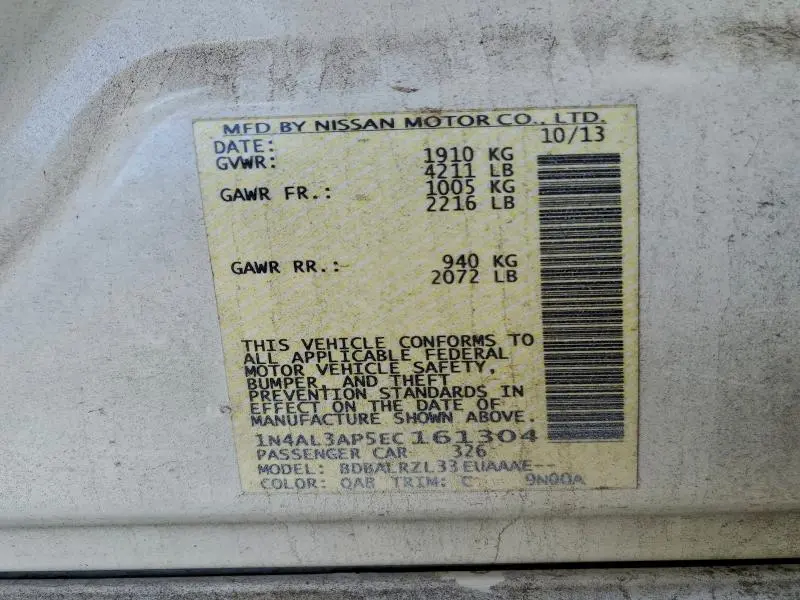 MFD BY NISSAN MOTOR CO., LTD.
DATE: 10/13
GVWR: 1910 KG
4211 LB
GAWR FR.: 1005 KG
2216 LB
GAWR RR.: 940 KG
2072 LB
THIS VEHICLE CONFORMS TO
ALL APPLICABLE FEDERAL
MOTOR VEHICLE SAFETY,
BUMPER, AND THEFT
PREVENTION STANDARDS IN
EFFECT ON THE DATE OF
MANUFACTURE SHOWN ABOVE.
1N4AL3AP5EC161304
PASSENGER CAR 326
MODEL: BDBALRZL33EUAAAE--
COLOR: QAB TRIM: C 9N00A